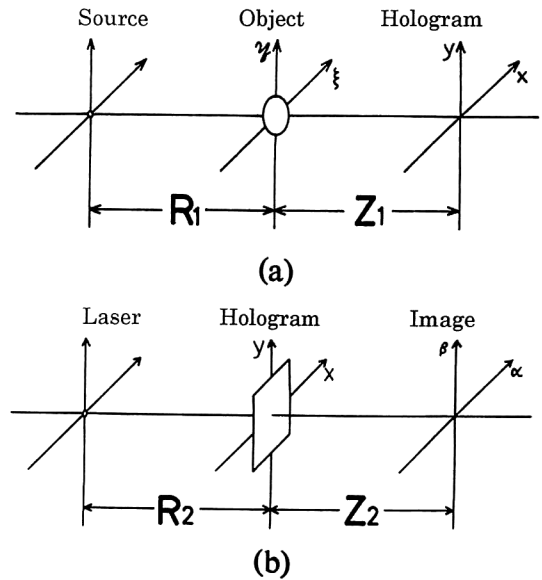 Source Object Hologram
y ξ y x
R1 Z1
(a)
Laser Hologram Image
y x β α
R2 Z2
(b)